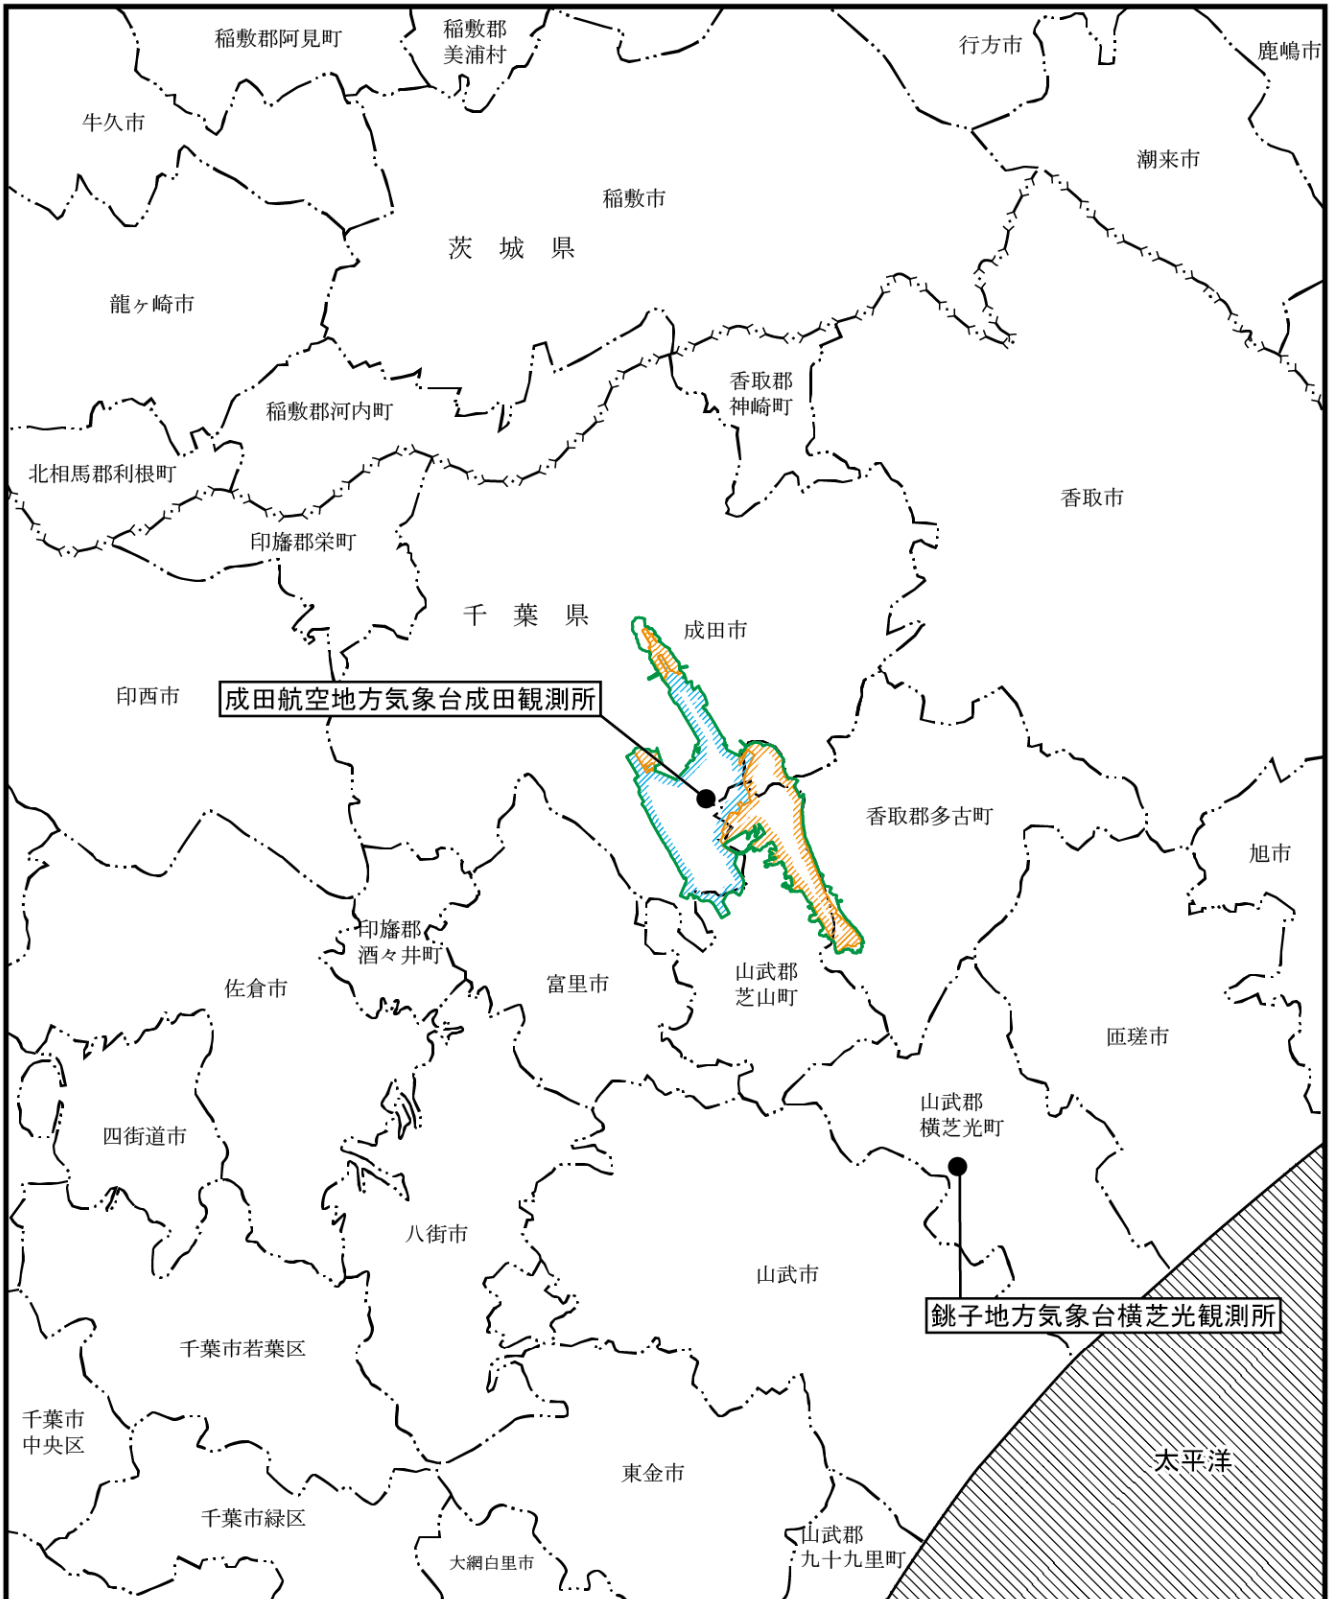 稲敷郡阿見町
稲敷郡
美浦村
行方市
鹿嶋市
牛久市
潮来市
稲敷市
茨城県
龍ヶ崎市
香取郡
神崎町
稲敷郡河内町
北相馬郡利根町
香取市
印旛郡栄町
千葉県
成田市
印西市
成田航空地方気象台成田観測所
香取郡多古町
旭市
印旛郡
酒々井町
山武郡
芝山町
富里市
佐倉市
匝瑳市
山武郡
横芝光町
四街道市
八街市
山武市
銚子地方気象台横芝光観測所
千葉市若葉区
千葉市
中央区
太平洋
東金市
千葉市緑区
山武郡
九十九里町
大網白里市